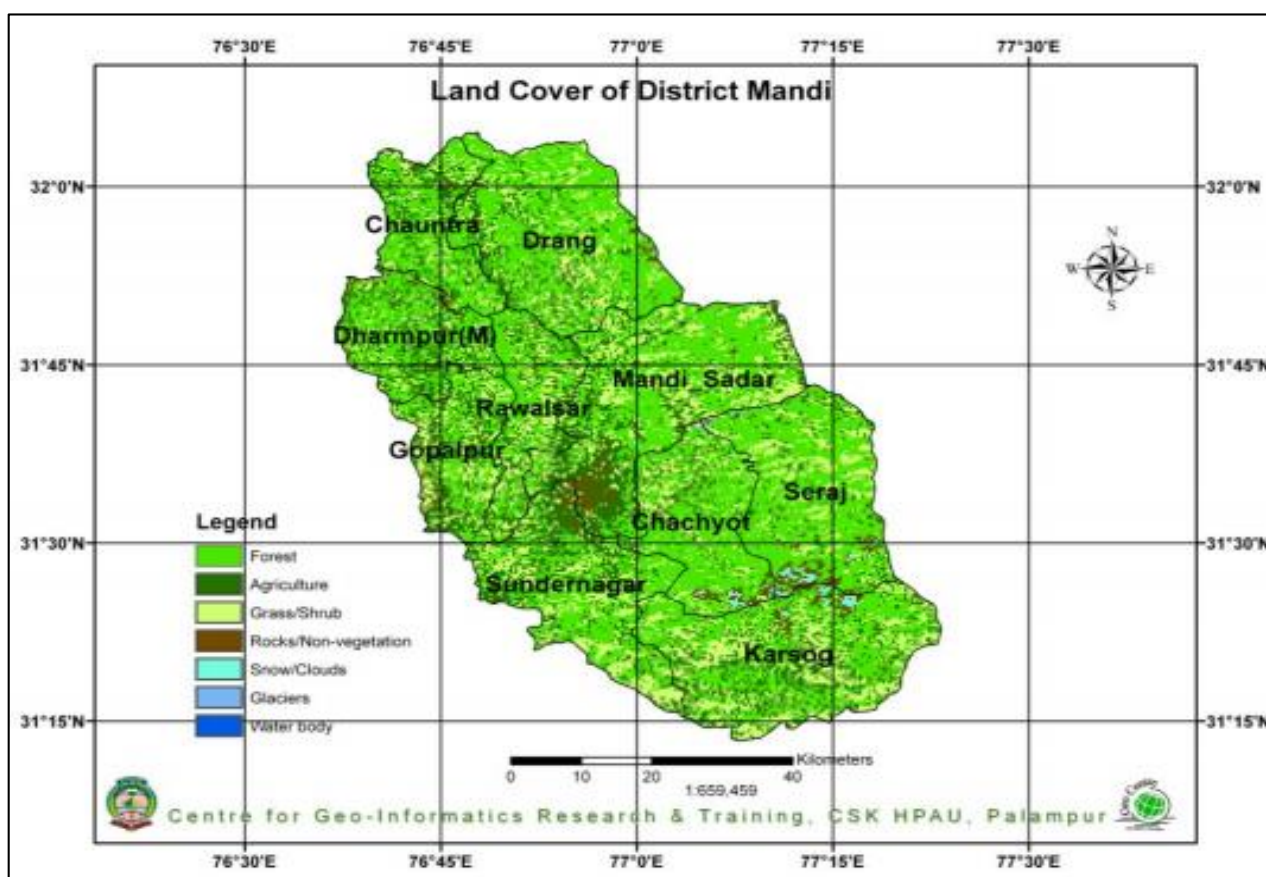 76°30'E 76°45'E 77°0'E 77°15'E 77°30'E
Land Cover of District Mandi
32°0'N 32°0'N
Chauntra
Drang
N
W E
S
Dharmpur(M)
31°45'N 31°45'N
Mandi Sadar
Rawalsar
Gopalpur
Seraj
Chachyot
31°30'N 31°30'N
Sundernagar
Karsog
Legend
Forest
Agriculture
Grass/Shrub
Rocks/Non-vegetation
Snow/Clouds
Glaciers
Water body
31°15'N 31°15'N
Kilometers
0 10 20 40
1:659,459
Centre for Geo-Informatics Research & Training, CSK HPAU, Palampur
76°30'E 76°45'E 77°0'E 77°15'E 77°30'E